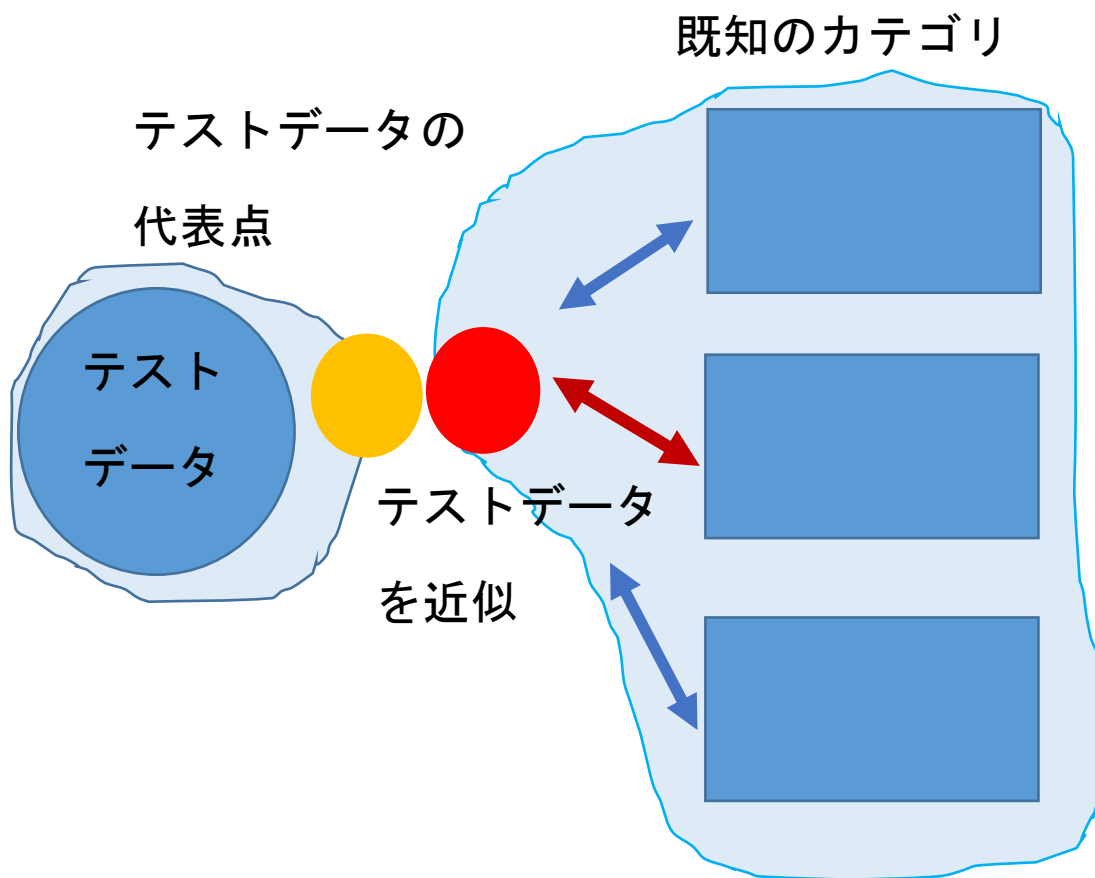 既知のカテゴリ
テストデータの
代表点
テスト
データ
テストデータ
を近似